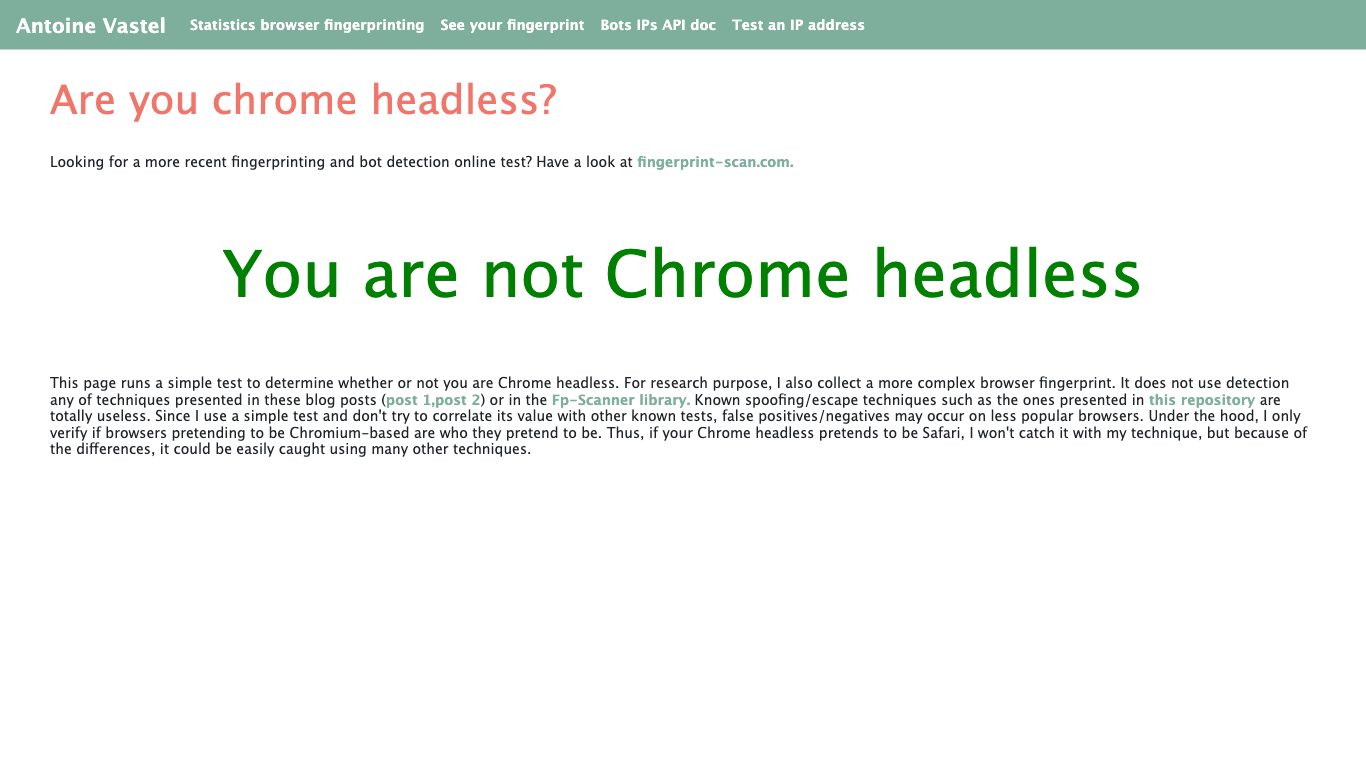 Antoine Vastel Statistics browser fingerprinting See your fingerprint Bots IPs API doc Test an IP address
Are you chrome headless?
Looking for a more recent fingerprinting and bot detection online test? Have a look at fingerprint-scan.com.
You are not Chrome headless
This page runs a simple test to determine whether or not you are Chrome headless. For research purpose, I also collect a more complex browser fingerprint. It does not use detection
any of techniques presented in these blog posts (post 1,post 2) or in the Fp-Scanner library. Known spoofing/escape techniques such as the ones presented in this repository are
totally useless. Since I use a simple test and don't try to correlate its value with other known tests, false positives/negatives may occur on less popular browsers. Under the hood, I only
verify if browsers pretending to be Chromium-based are who they pretend to be. Thus, if your Chrome headless pretends to be Safari, I won't catch it with my technique, but because of
the differences, it could be easily caught using many other techniques.